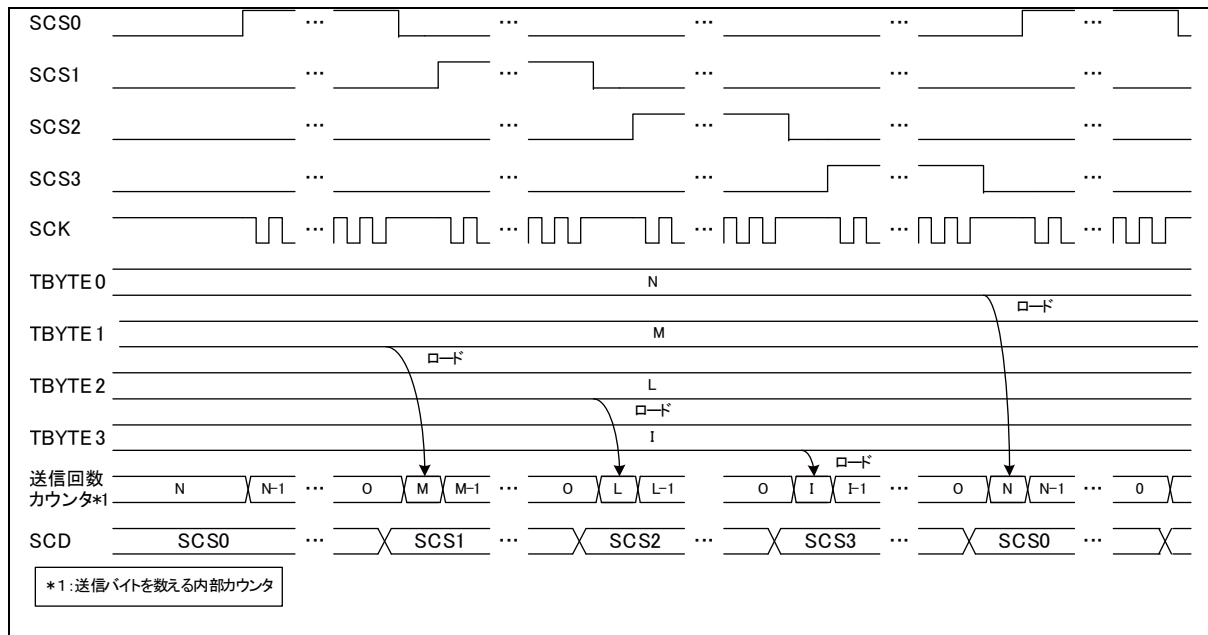 SCS0 ... ... ... ... ...
SCS1 ... ... ... ... ...
SCS2 ... ... ... ... ...
SCS3 ... ... ... ... ...
SCK ... ... ... ... ...
TBYTE0 N
ロード
TBYTE1 M
ロード
TBYTE2 L
ロード
TBYTE3 I
ロード
送信回数
カウンタ*1 N N-1 ... 0 M M-1 ... 0 L L-1 0 I I-1 ... 0 N N-1 ... 0
SCD SCS0 ... SCS1 ... SCS2 ... SCS3 ... SCS0 ...
*1:送信バイトを数える内部カウンタ